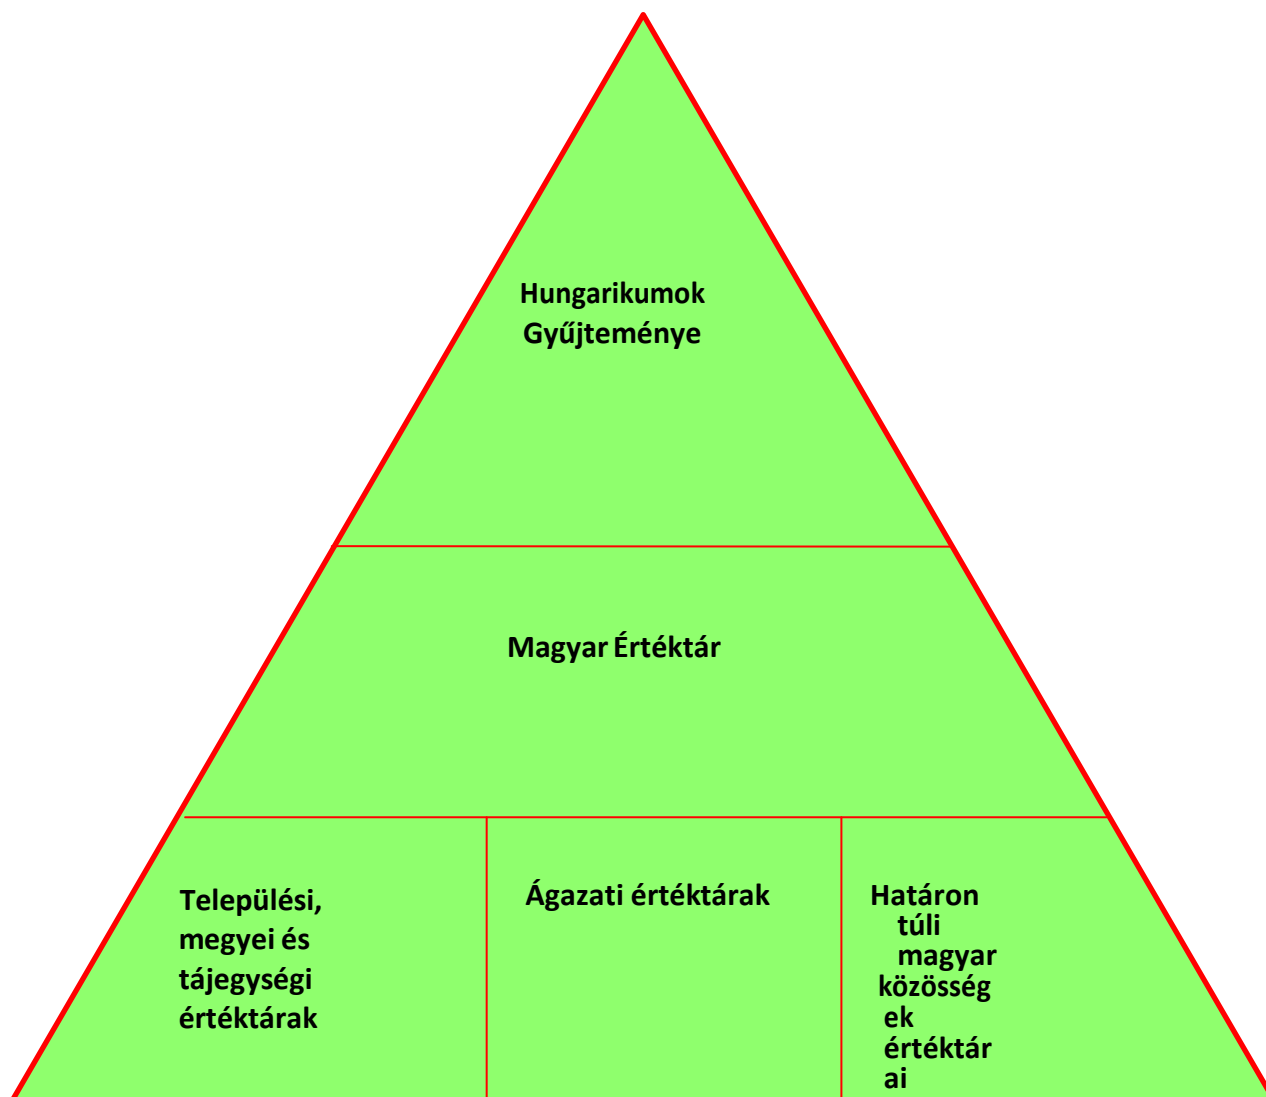 Hungarikumok
Gyűjteménye
Magyar Értéktár
Települési,
megyei és
tájegységi
értéktárak
Ágazati értéktárak
Határon
túli
magyar
közösség
ek
értéktár
ai